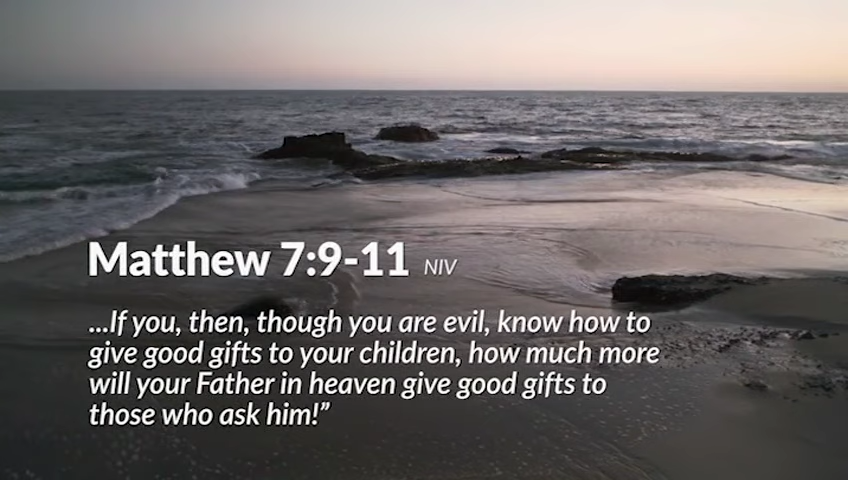 Matthew 7:9-11 NIV
...If you, then, though you are evil, know how to
give good gifts to your children, how much more
will your Father in heaven give good gifts to
those who ask him!”